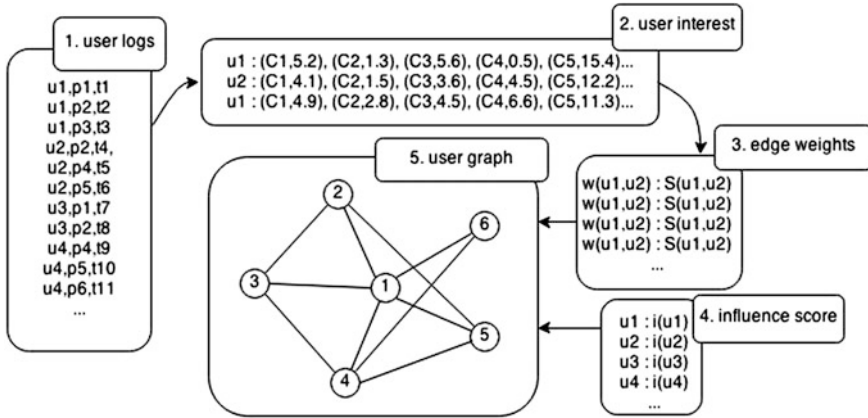 1. user logs
u1,p1,t1
u1,p2,t2
u1,p3,t3
u2,p2,t4,
u2,p4,t5
u2,p5,t6
u3,p1,t7
u3,p2,t8
u4,p4,t9
u4,p5,t10
u4,p6,t11
...
2. user interest
u1 : (C1,5.2), (C2,1.3), (C3,5.6), (C4,0.5), (C5,15.4)...
u2 : (C1,4.1), (C2,1.5), (C3,3.6), (C4,4.5), (C5,12.2)...
u1 : (C1,4.9), (C2,2.8), (C3,4.5), (C4,6.6), (C5,11.3)...
3. edge weights
w(u1,u2) : S(u1,u2)
w(u1,u2) : S(u1,u2)
w(u1,u2) : S(u1,u2)
w(u1,u2) : S(u1,u2)
...
4. influence score
u1 : i(u1)
u2 : i(u2)
u3 : i(u3)
u4 : i(u4)
...
5. user graph
2
6
3
1
5
4